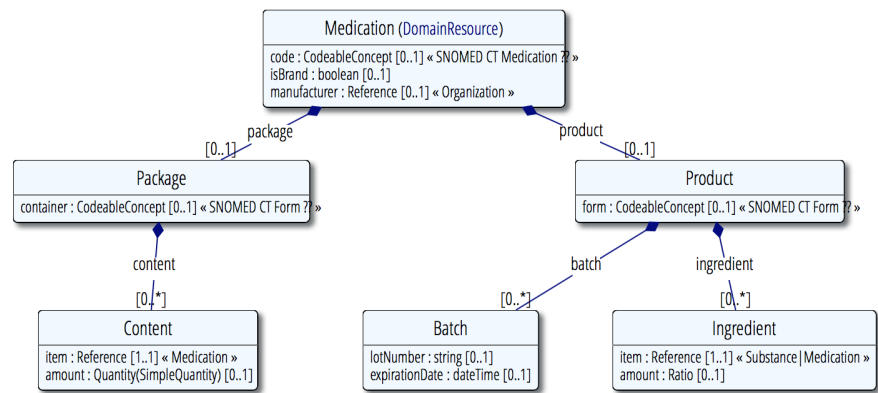 Medication (DomainResource)
code : CodeableConcept [0..1] « SNOMED CT Medication ?? »
isBrand : boolean [0..1]
manufacturer : Reference [0..1] « Organization »
package
[0..1]
product
[0..1]
Package
container : CodeableConcept [0..1] « SNOMED CT Form ?? »
Product
form : CodeableConcept [0..1] « SNOMED CT Form ?? »
content
[0..*]
batch
[0..*]
ingredient
[0..*]
Content
item : Reference [1..1] « Medication »
amount : Quantity(SimpleQuantity) [0..1]
Batch
lotNumber : string [0..1]
expirationDate : dateTime [0..1]
Ingredient
item : Reference [1..1] « Substance|Medication »
amount : Ratio [0..1]